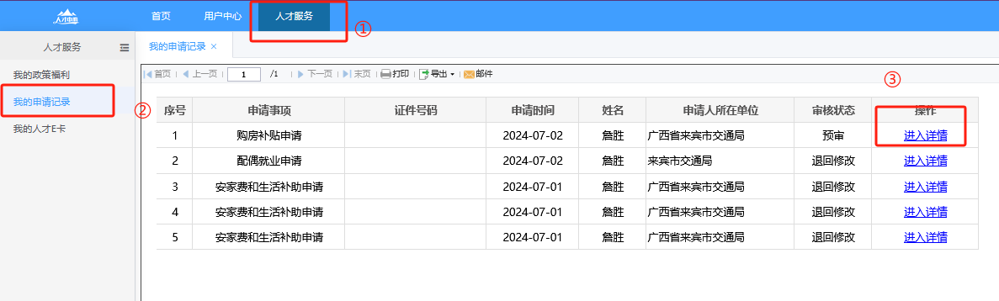 人才来宾 首页 用户中心 人才服务 ①
人才服务 我的申请记录 ×
我的政策福利 首页 上一页 1 /1 下一页 末页 打印 导出 邮件
我的申请记录 ② ③
我的人才E卡
序号 申请事项 证件号码 申请时间 姓名 申请人所在单位 审核状态 操作
1 购房补贴申请 2024-07-02 詹胜 广西省来宾市交通局 预审 进入详情
2 配偶就业申请 2024-07-02 詹胜 来宾市交通局 退回修改 进入详情
3 安家费和生活补助申请 2024-07-01 詹胜 广西省来宾市交通局 退回修改 进入详情
4 安家费和生活补助申请 2024-07-01 詹胜 广西省来宾市交通局 退回修改 进入详情
5 安家费和生活补助申请 2024-07-01 詹胜 广西省来宾市交通局 退回修改 进入详情